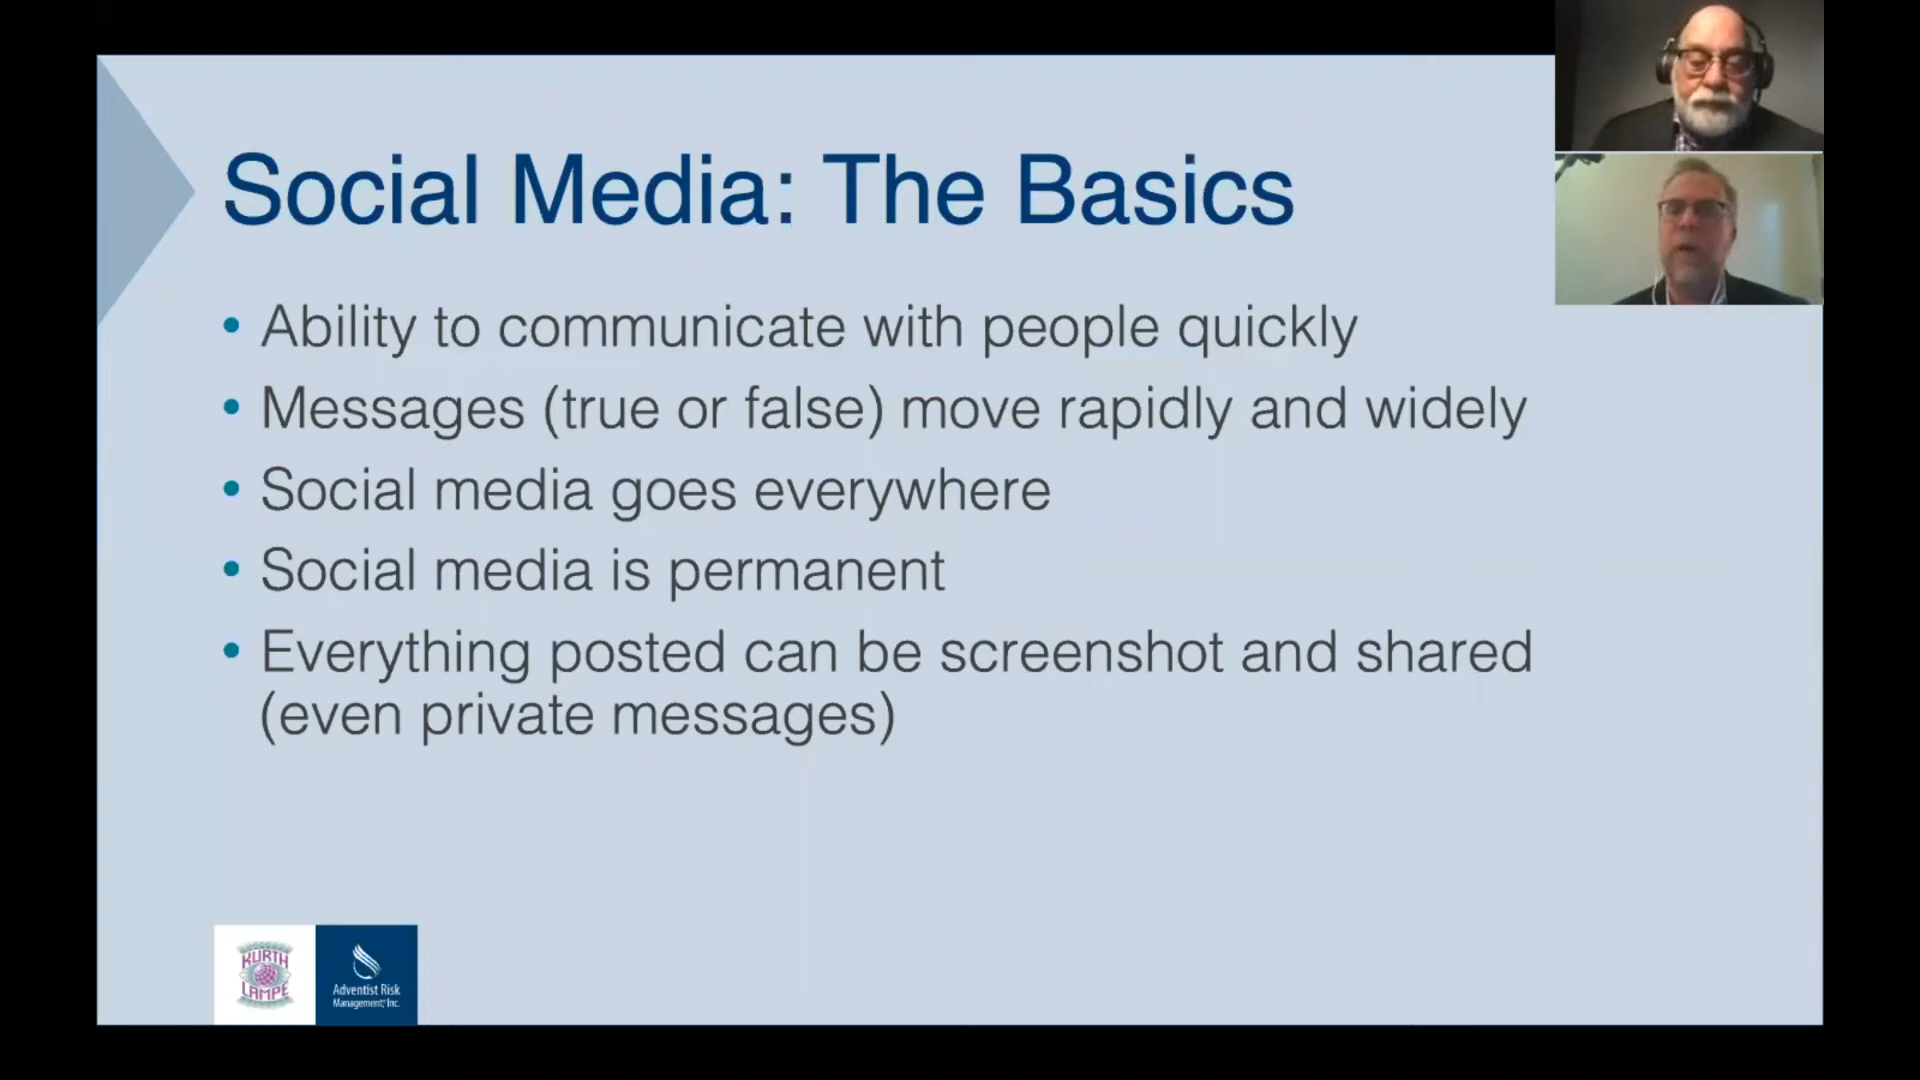 Social Media: The Basics
• Ability to communicate with people quickly
• Messages (true or false) move rapidly and widely
• Social media goes everywhere
• Social media is permanent
• Everything posted can be screenshot and shared
(even private messages)
KURTH
LAMPE
Adventist Risk
Management, Inc.